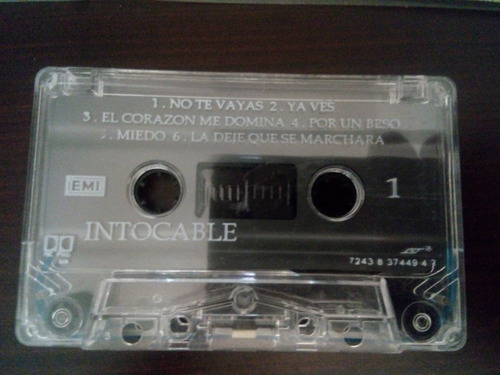 1 . NO TE VAYAS 2 . YA VES
3 . EL CORAZON ME DOMINA 4 . POR UN BESO
5 . MIEDO 6 . LA DEJE QUE SE MARCHARA
EMI
1
INTOCABLE
7243 8 37449 4 7